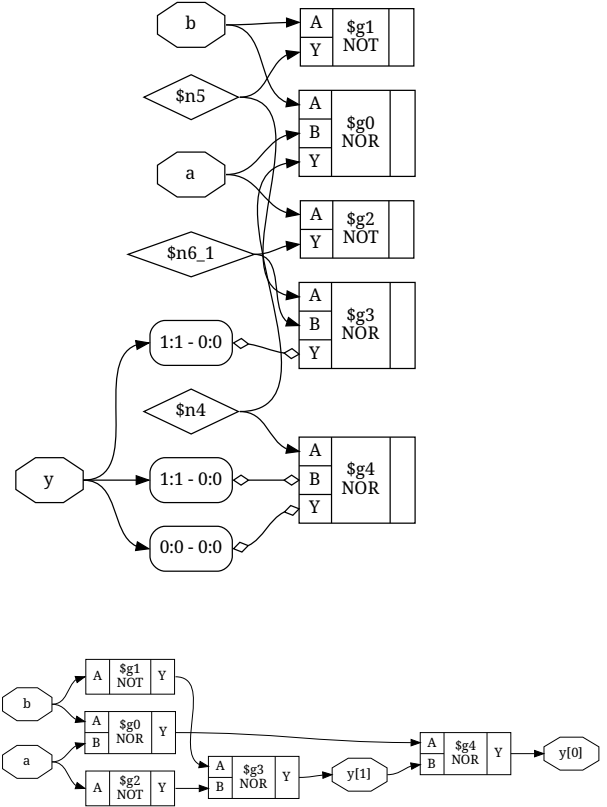 b
A
$g1
NOT
Y
$n5
A
$g0
NOR
B
Y
a
A
$g2
NOT
Y
$n6_1
A
$g3
NOR
B
Y
1:1 - 0:0
$n4
A
$g4
NOR
B
Y
y
1:1 - 0:0
0:0 - 0:0
b
A
$g1
NOT
Y
A
B
$g0
NOR
Y
a
A
$g2
NOT
Y
A
B
$g3
NOR
Y
y[1]
A
B
$g4
NOR
Y
y[0]